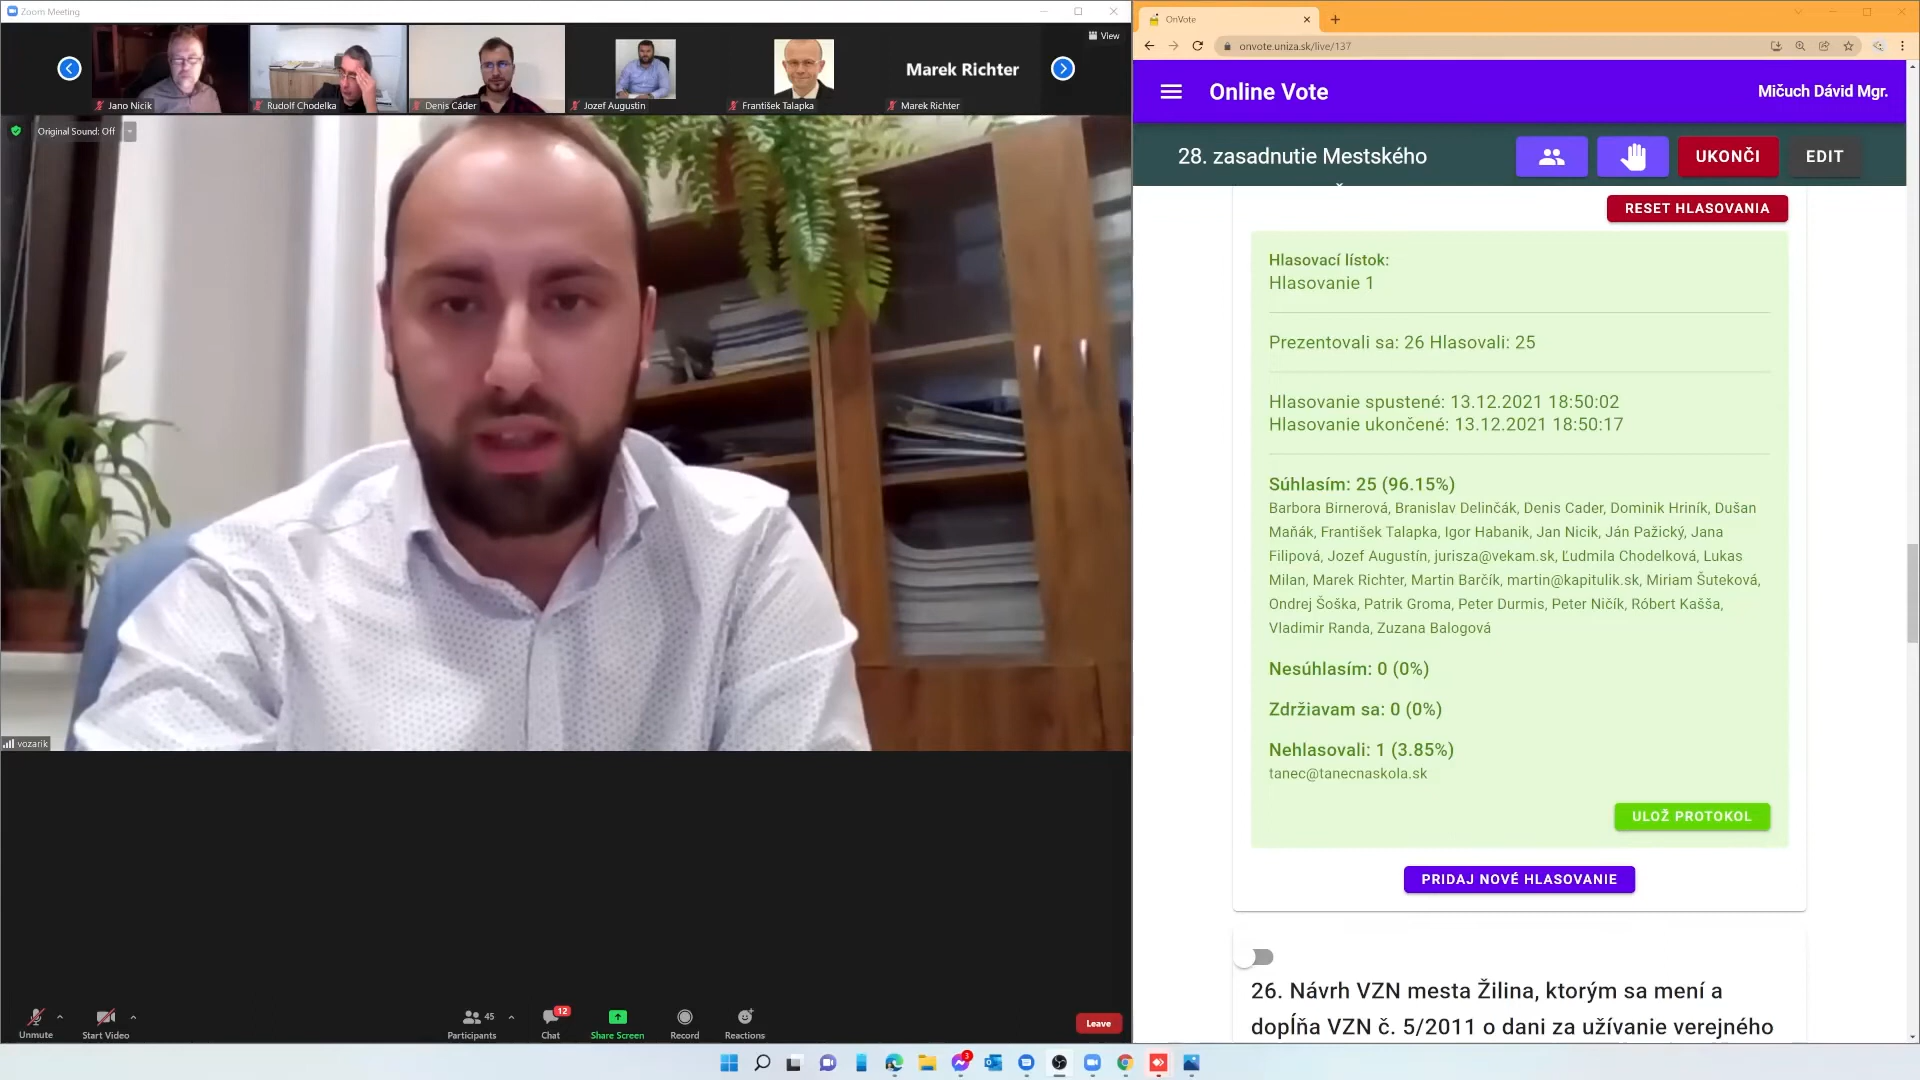 Zoom Meeting
View
Jano Nicik
Rudolf Chodelka
Denis Cáder
Jozef Augustin
František Talapka
Marek Richter
Marek Richter
Original Sound: Off
vozarik
Unmute
Start Video
45
Participants
12
Chat
Share Screen
Record
Reactions
Leave
OnVote
onvote.uniza.sk/live/137
Online Vote
Mičuch Dávid Mgr.
28. zasadnutie Mestského
UKONČI
EDIT
RESET HLASOVANIA
Hlasovací lístok:
Hlasovanie 1
Prezentovali sa: 26 Hlasovali: 25
Hlasovanie spustené: 13.12.2021 18:50:02
Hlasovanie ukončené: 13.12.2021 18:50:17
Súhlasím: 25 (96.15%)
Barbora Birnerová, Branislav Delinčák, Denis Cader, Dominik Hriník, Dušan
Maňák, František Talapka, Igor Habanik, Jan Nicik, Ján Pažický, Jana
Filipová, Jozef Augustín, jurisza@vekam.sk, Ľudmila Chodelková, Lukas
Milan, Marek Richter, Martin Barčík, martin@kapitulik.sk, Miriam Šuteková,
Ondrej Šoška, Patrik Groma, Peter Durmis, Peter Ničík, Róbert Kašša,
Vladimir Randa, Zuzana Balogová
Nesúhlasím: 0 (0%)
Zdržiavam sa: 0 (0%)
Nehlasovali: 1 (3.85%)
tanec@tanecnaskola.sk
ULOŽ PROTOKOL
PRIDAJ NOVÉ HLASOVANIE
26. Návrh VZN mesta Žilina, ktorým sa mení a
dopĺňa VZN č. 5/2011 o dani za užívanie verejného
3